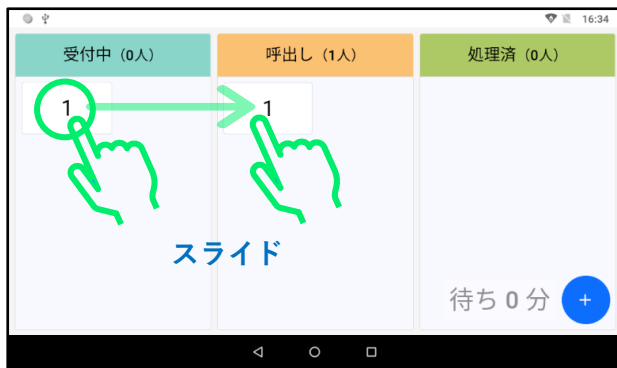 16:34
受付中（0人）
呼出し（1人）
処理済（0人）
1
1
スライド
待ち 0 分
+